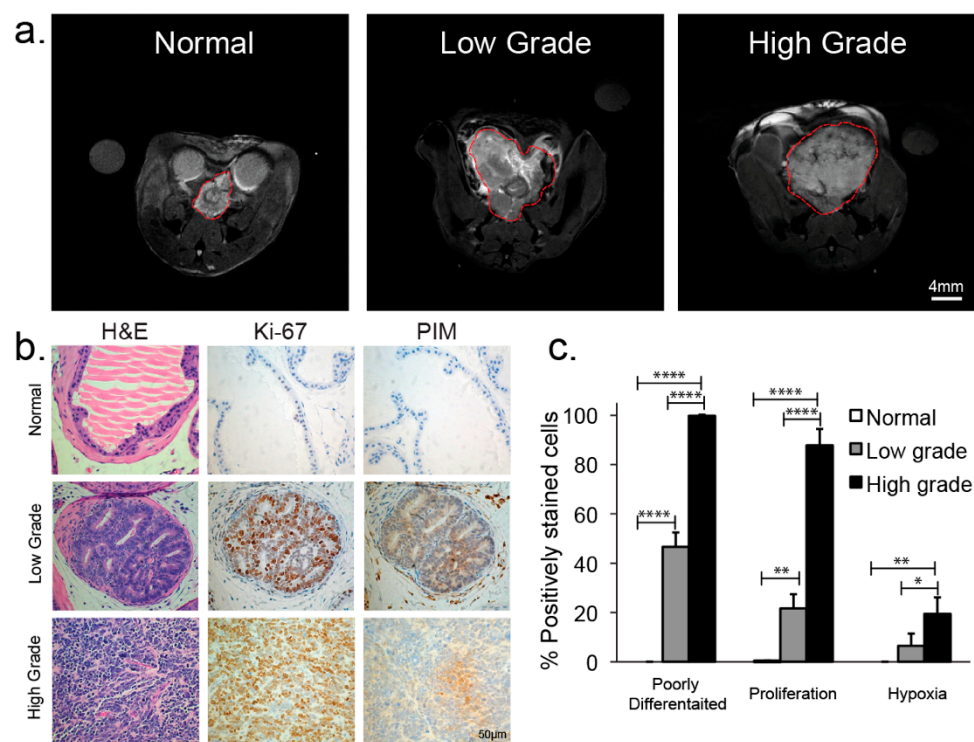 a.
Normal
Low Grade
High Grade
4mm
b.
H&E
Ki-67
PIM
Normal
Low Grade
High Grade
50µm
c.
% Positively stained cells
100
80
60
40
20
0
****
****
****
****
****
**
**
*
Normal
Low grade
High grade
Poorly
Differentaited
Proliferation
Hypoxia